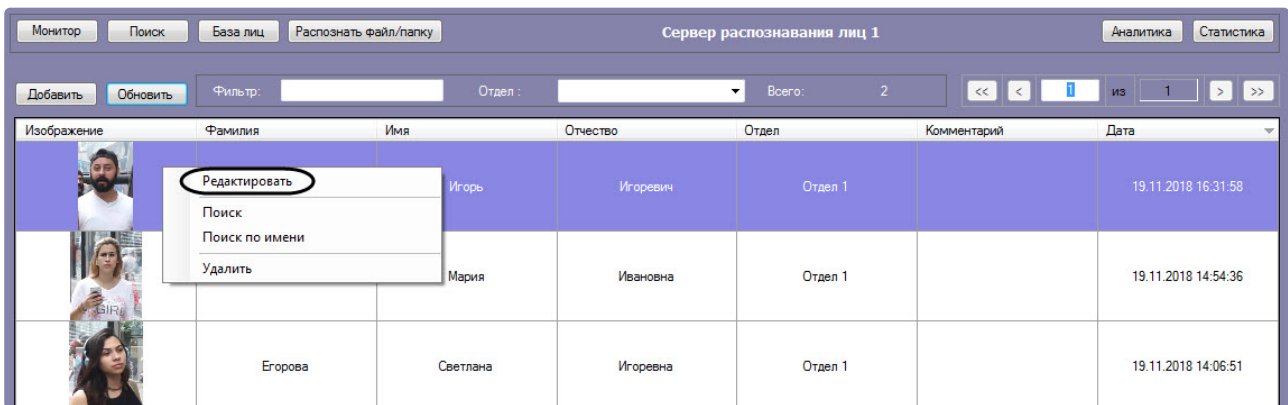 Монитор Поиск База лиц Распознать файл/папку Сервер распознавания лиц 1 Аналитика Статистика
Добавить Обновить Фильтр: Отдел : Всего: 2 << < 1 из 1 > >>
Изображение Фамилия Имя Отчество Отдел Комментарий Дата
Редактировать Игорь Игоревич Отдел 1 19.11.2018 16:31:58
Поиск
Поиск по имени
Удалить Мария Ивановна Отдел 1 19.11.2018 14:54:36
GIRL
Егорова Светлана Игоревна Отдел 1 19.11.2018 14:06:51